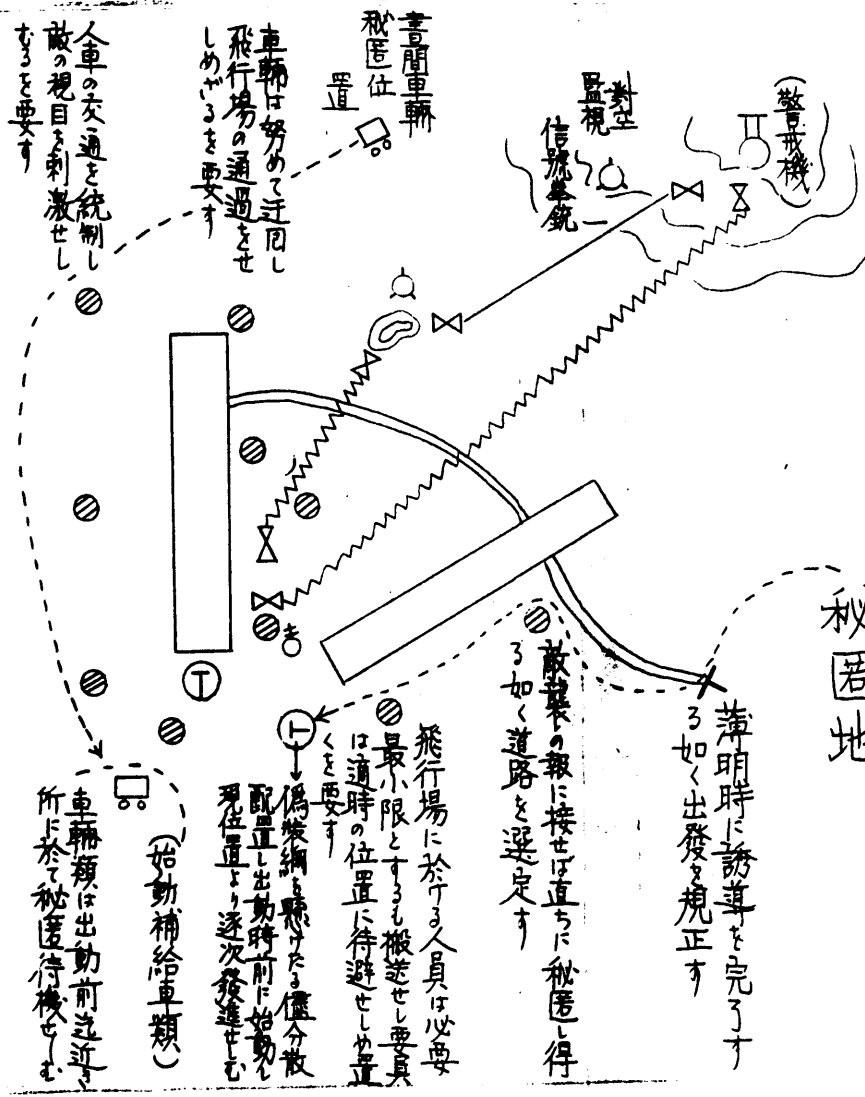 (警戒機)
對空
監視
信號拳銃
晝間車輛
秘匿位
置
車輛は努めて迂回し
飛行場の通過をせ
しめざるを要す
人車の交通を統制し
敵の視目を刺激せし
むるを要す
秘匿地
薄明時に誘導を完了す
る如く出發を規正す
敵襲の報に接せば直ちに秘匿し得
る如く道路を選定す
飛行場に於ける人員は必要
最小限とするも搬送せし要員
は適時の位置に待避せしめ置
くを要す
偽装網を懸けたる儘分散
配置し出動時前に始動し
現位置より逐次發進せしむ
(始動補給車類)
車輛類は出動前迄近き
所に於て秘匿待機せしむ